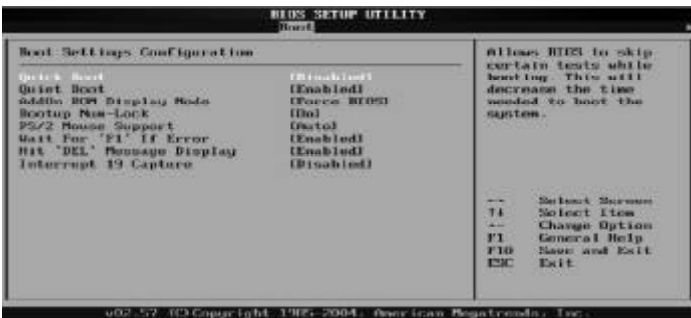 BIOS SETUP UTILITY
Boot
Boot Settings Configuration
Quick Boot [Disabled]
Quiet Boot [Enabled]
AddOn ROM Display Mode [Force BIOS]
Bootup Num-Lock [On]
PS/2 Mouse Support [Auto]
Wait For 'F1' If Error [Enabled]
Hit 'DEL' Message Display [Enabled]
Interrupt 19 Capture [Disabled]
Allows BIOS to skip
certain tests while
booting. This will
decrease the time
needed to boot the
system.
←→ Select Screen
↑↓ Select Item
+- Change Option
F1 General Help
F10 Save and Exit
ESC Exit
v02.57 (C)Copyright 1985-2004, American Megatrends, Inc.